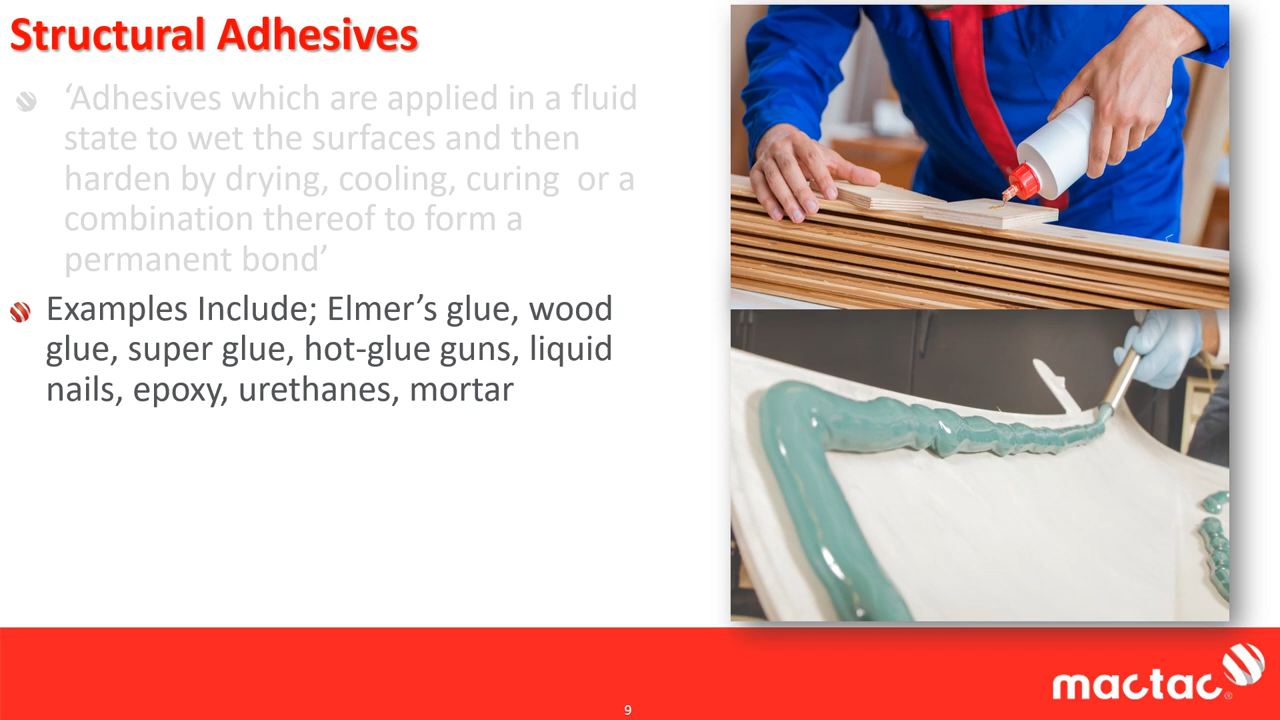 Structural Adhesives
‘Adhesives which are applied in a fluid
state to wet the surfaces and then
harden by drying, cooling, curing  or a
combination thereof to form a
permanent bond’
Examples Include; Elmer’s glue, wood
glue, super glue, hot-glue guns, liquid
nails, epoxy, urethanes, mortar
mactac®
9